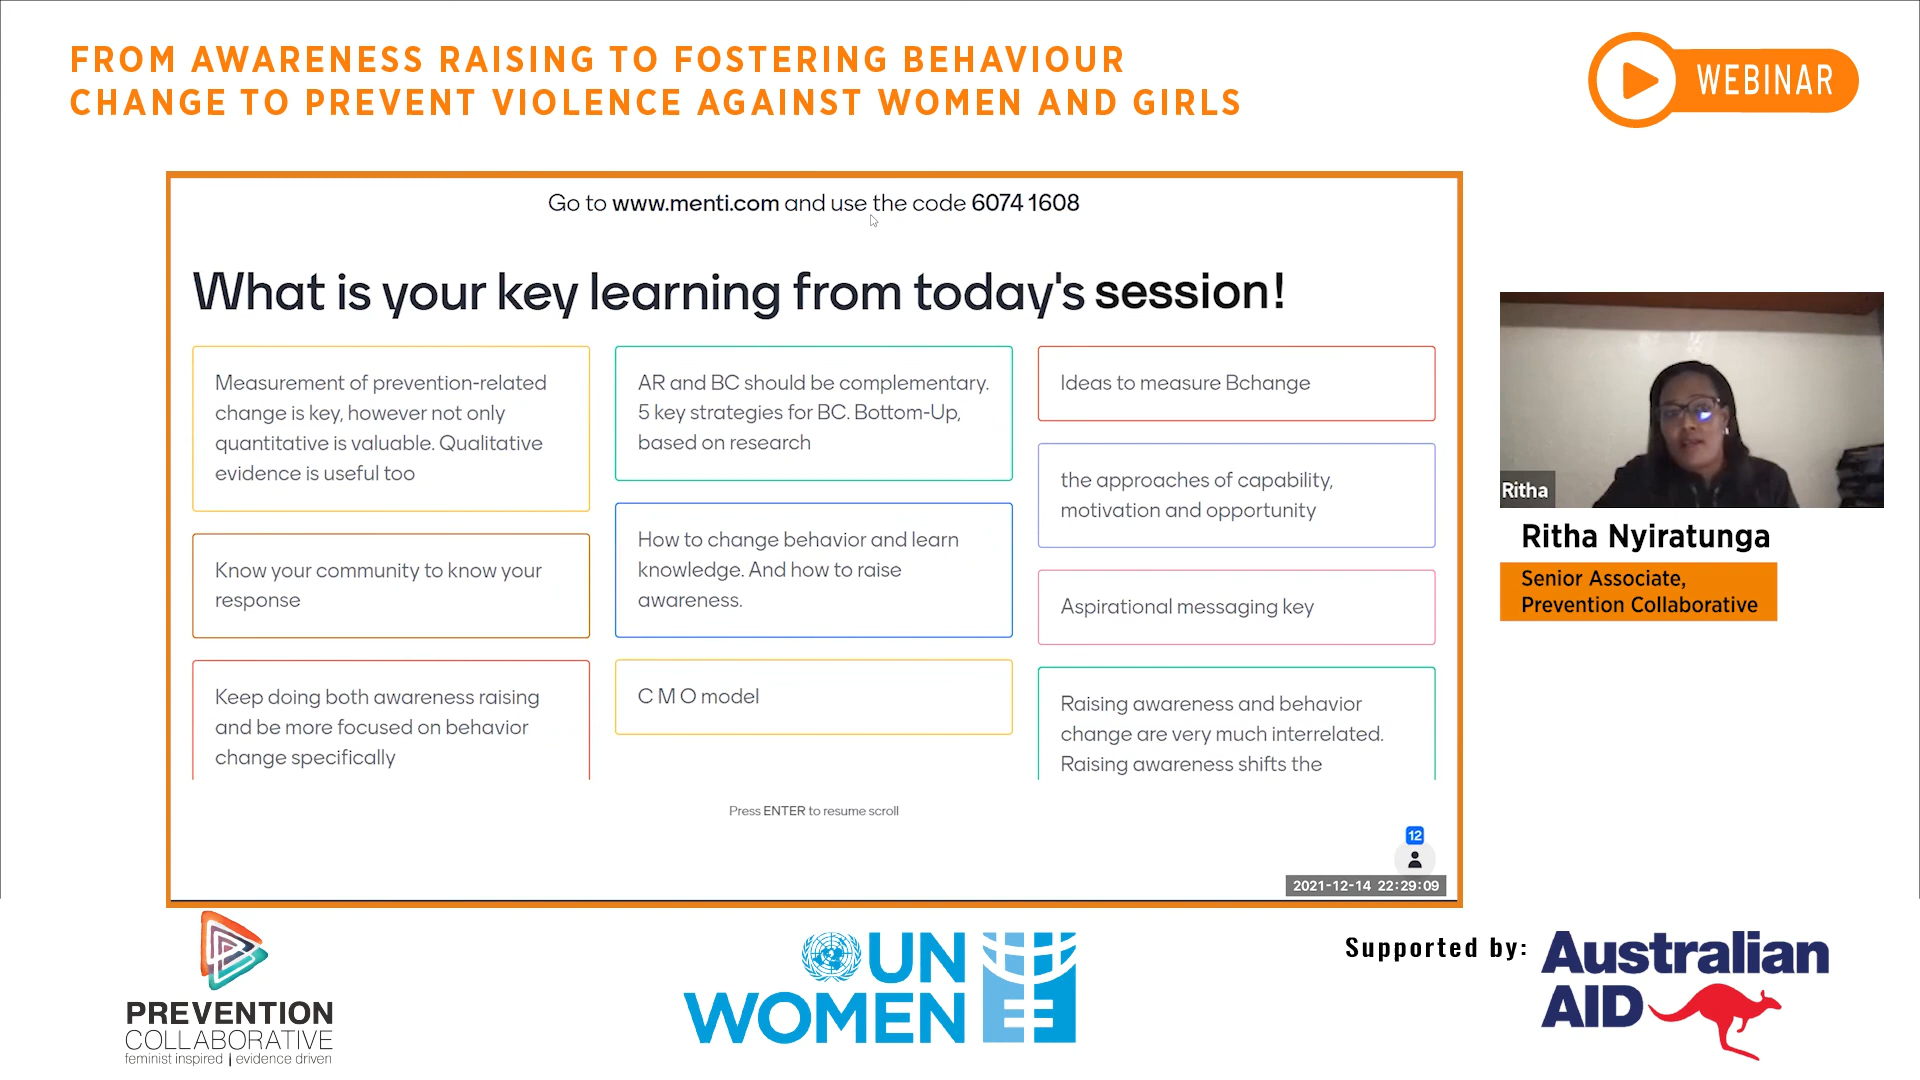 FROM AWARENESS RAISING TO FOSTERING BEHAVIOUR
CHANGE TO PREVENT VIOLENCE AGAINST WOMEN AND GIRLS
WEBINAR
Go to www.menti.com and use the code 6074 1608
What is your key learning from today's session!
Measurement of prevention-related
change is key, however not only
quantitative is valuable. Qualitative
evidence is useful too
Know your community to know your
response
Keep doing both awareness raising
and be more focused on behavior
change specifically
AR and BC should be complementary.
5 key strategies for BC. Bottom-Up,
based on research
How to change behavior and learn
knowledge. And how to raise
awareness.
C M O model
Ideas to measure Bchange
the approaches of capability,
motivation and opportunity
Aspirational messaging key
Raising awareness and behavior
change are very much interrelated.
Raising awareness shifts the
Press ENTER to resume scroll
12
2021-12-14 22:29:09
Ritha
Ritha Nyiratunga
Senior Associate,
Prevention Collaborative
PREVENTION
COLLABORATIVE
feminist inspired | evidence driven
UN
WOMEN
Supported by:
Australian
AID